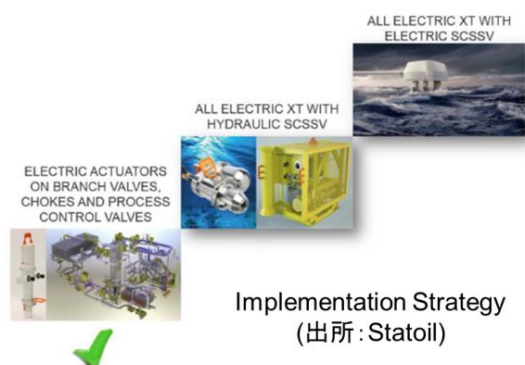 ALL ELECTRIC XT WITH
ELECTRIC SCSSV
ALL ELECTRIC XT WITH
HYDRAULIC SCSSV
ELECTRIC ACTUATORS
ON BRANCH VALVES,
CHOKES AND PROCESS
CONTROL VALVES
Implementation Strategy
(出所:Statoil)